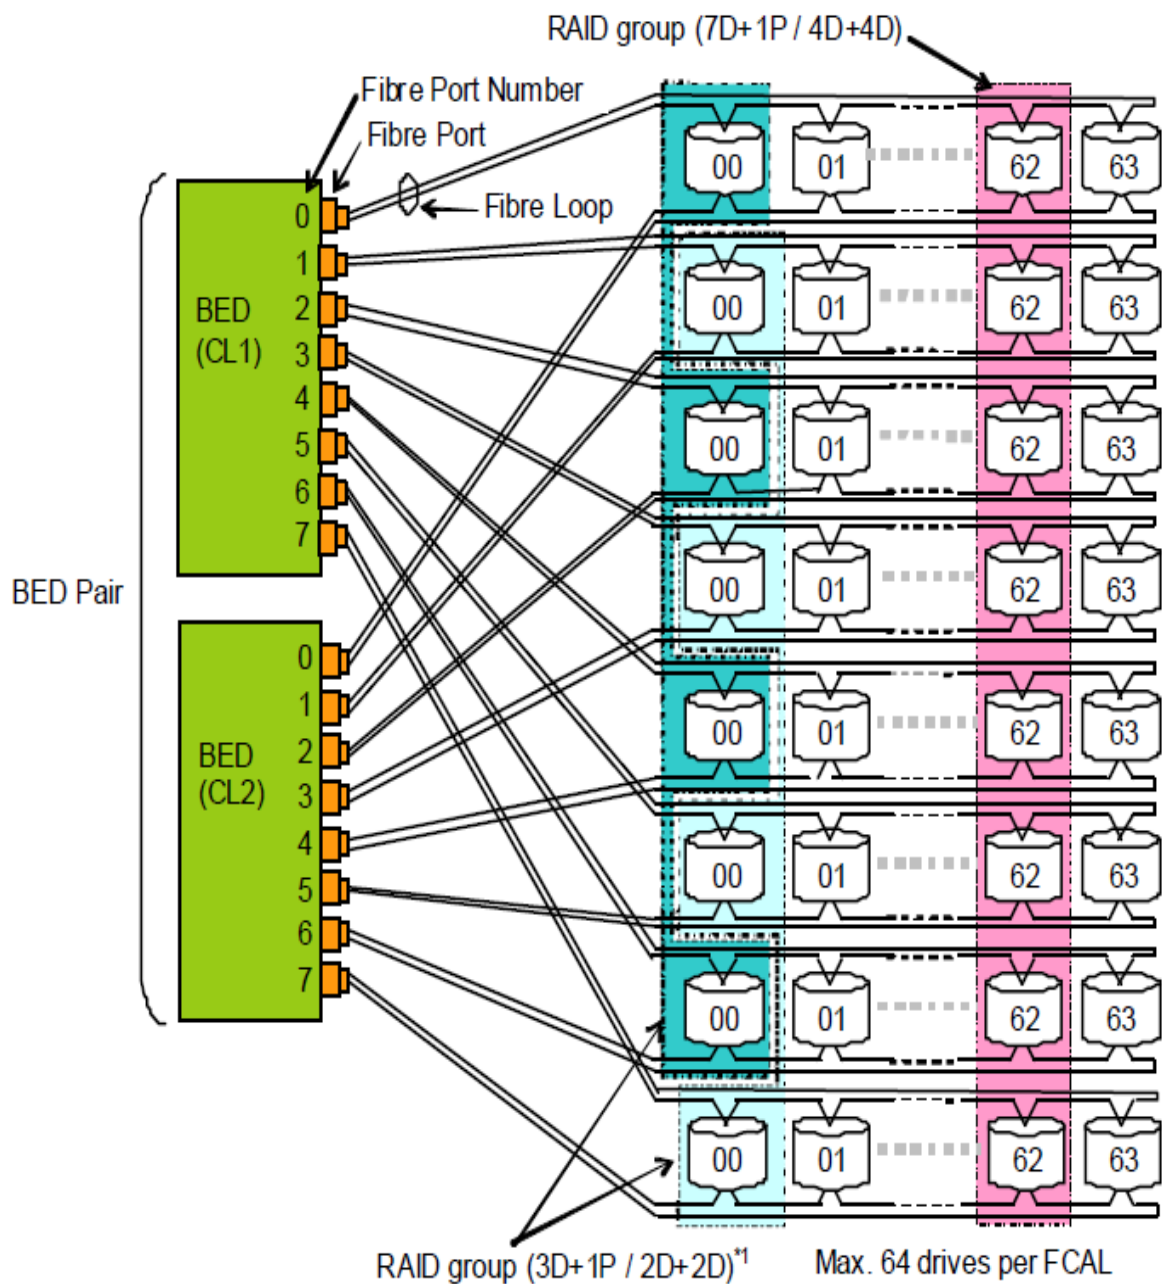 RAID group (7D+1P / 4D+4D)
Fibre Port Number
Fibre Port
Fibre Loop
BED Pair
BED
(CL1)
0
1
2
3
4
5
6
7
BED
(CL2)
0
1
2
3
4
5
6
7
00 01 62 63
00 01 62 63
00 01 62 63
00 01 62 63
00 01 62 63
00 01 62 63
00 01 62 63
00 01 62 63
RAID group (3D+1P / 2D+2D)*1
Max. 64 drives per FCAL